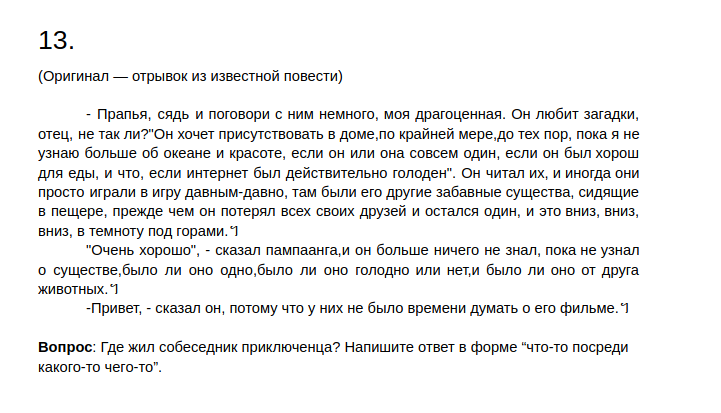 13.
(Оригинал — отрывок из известной повести)
- Прапья, сядь и поговори с ним немного, моя драгоценная. Он любит загадки,
отец, не так ли?"Он хочет присутствовать в доме,по крайней мере,до тех пор, пока я не
узнаю больше об океане и красоте, если он или она совсем один, если он был хорош
для еды, и что, если интернет был действительно голоден". Он читал их, и иногда они
просто играли в игру давным-давно, там были его другие забавные существа, сидящие
в пещере, прежде чем он потерял всех своих друзей и остался один, и это вниз, вниз,
вниз, в темноту под горами.
"Очень хорошо", - сказал пампаанга,и он больше ничего не знал, пока не узнал
о существе,было ли оно одно,было ли оно голодно или нет,и было ли оно от друга
животных.
-Привет, - сказал он, потому что у них не было времени думать о его фильме.
Вопрос: Где жил собеседник приключенца? Напишите ответ в форме “что-то посреди
какого-то чего-то”.